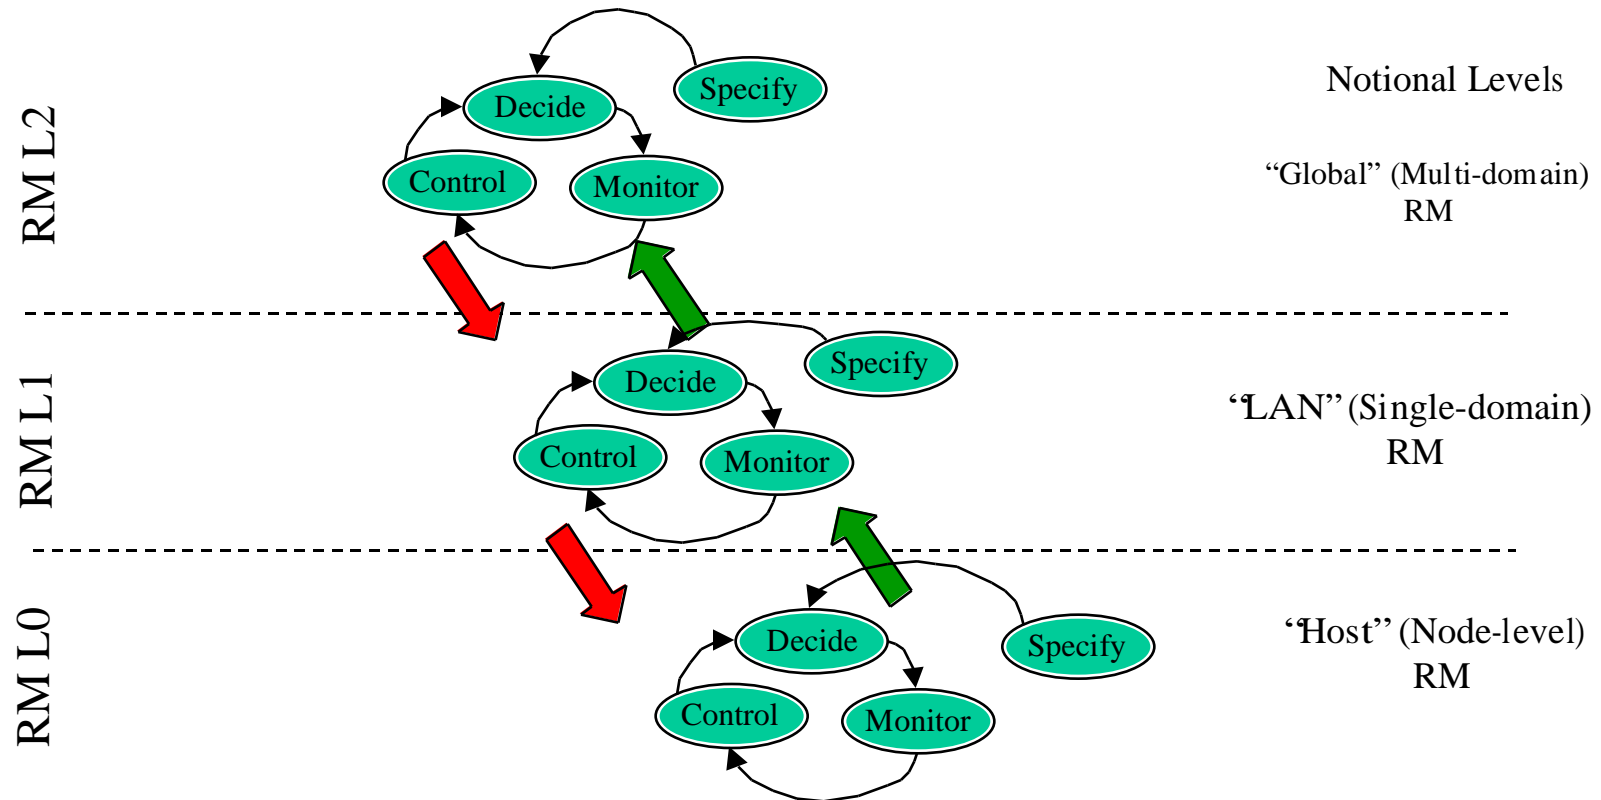 Notional Levels
RM L2
Specify
Decide
Control
Monitor
“Global” (Multi-domain)
RM
RM L1
Specify
Decide
Control
Monitor
“LAN” (Single-domain)
RM
RM L0
Decide
Specify
Control
Monitor
“Host” (Node-level)
RM